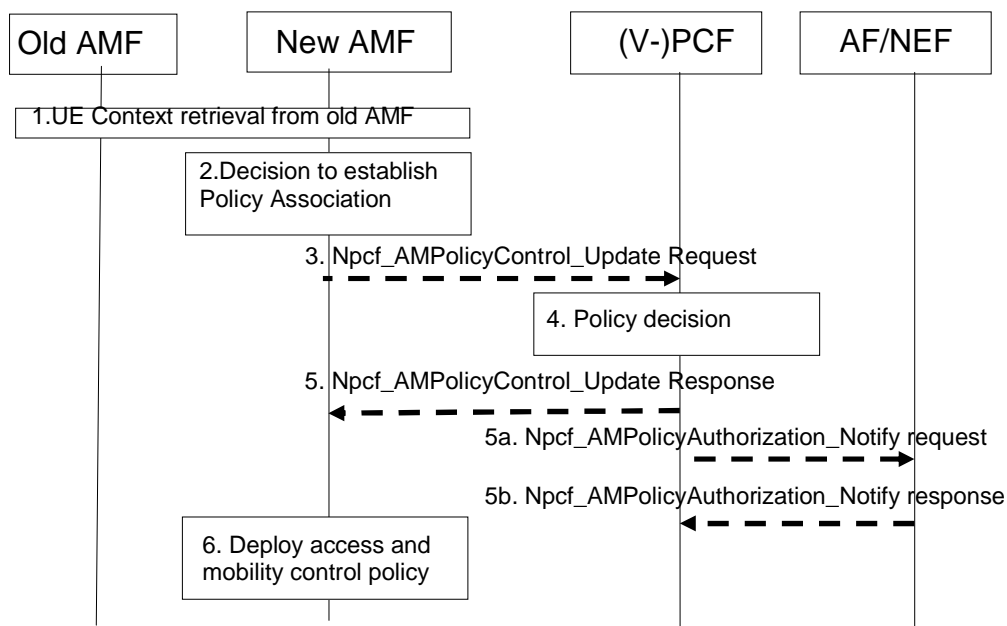 Old AMF
New AMF
(V-)PCF
AF/NEF
1.UE Context retrieval from old AMF
2.Decision to establish
Policy Association
3. Npcf_AMPolicyControl_Update Request
4. Policy decision
5. Npcf_AMPolicyControl_Update Response
5a. Npcf_AMPolicyAuthorization_Notify request
5b. Npcf_AMPolicyAuthorization_Notify response
6. Deploy access and
mobility control policy